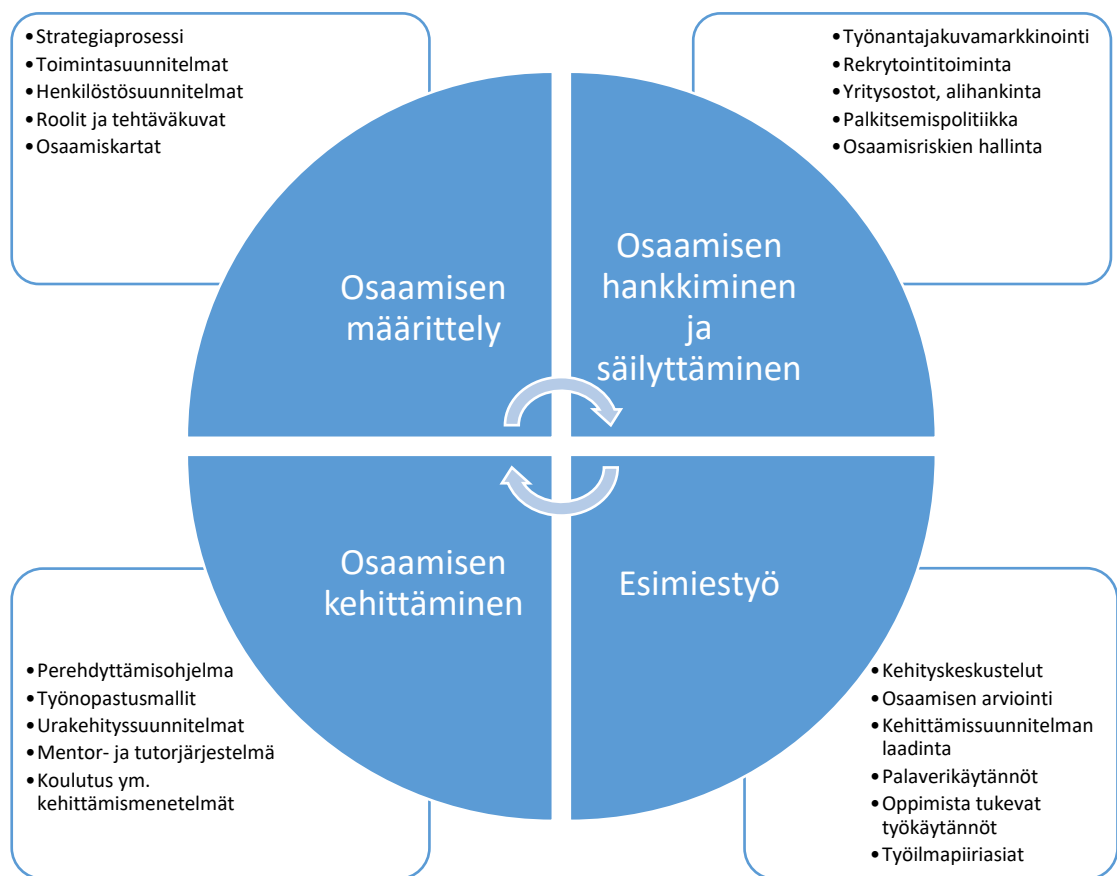 •Strategiaprosessi
•Toimintasuunnitelmat
•Henkilöstösuunnitelmat
•Roolit ja tehtäväkuvat
•Osaamiskartat
•Työnantajakuvamarkkinointi
•Rekrytointitoiminta
•Yritysostot, alihankinta
•Palkitsemispolitiikka
•Osaamisriskien hallinta
Osaamisen
määrittely
Osaamisen
hankkiminen
ja
säilyttäminen
Osaamisen
kehittäminen
Esimiestyö
•Perehdyttämisohjelma
•Työnopastusmallit
•Urakehityssuunnitelmat
•Mentor- ja tutorjärjestelmä
•Koulutus ym.
kehittämismenetelmät
•Kehityskeskustelut
•Osaamisen arviointi
•Kehittämissuunnitelman
laadinta
•Palaverikäytännöt
•Oppimista tukevat
työkäytännöt
•Työilmapiiriasiat